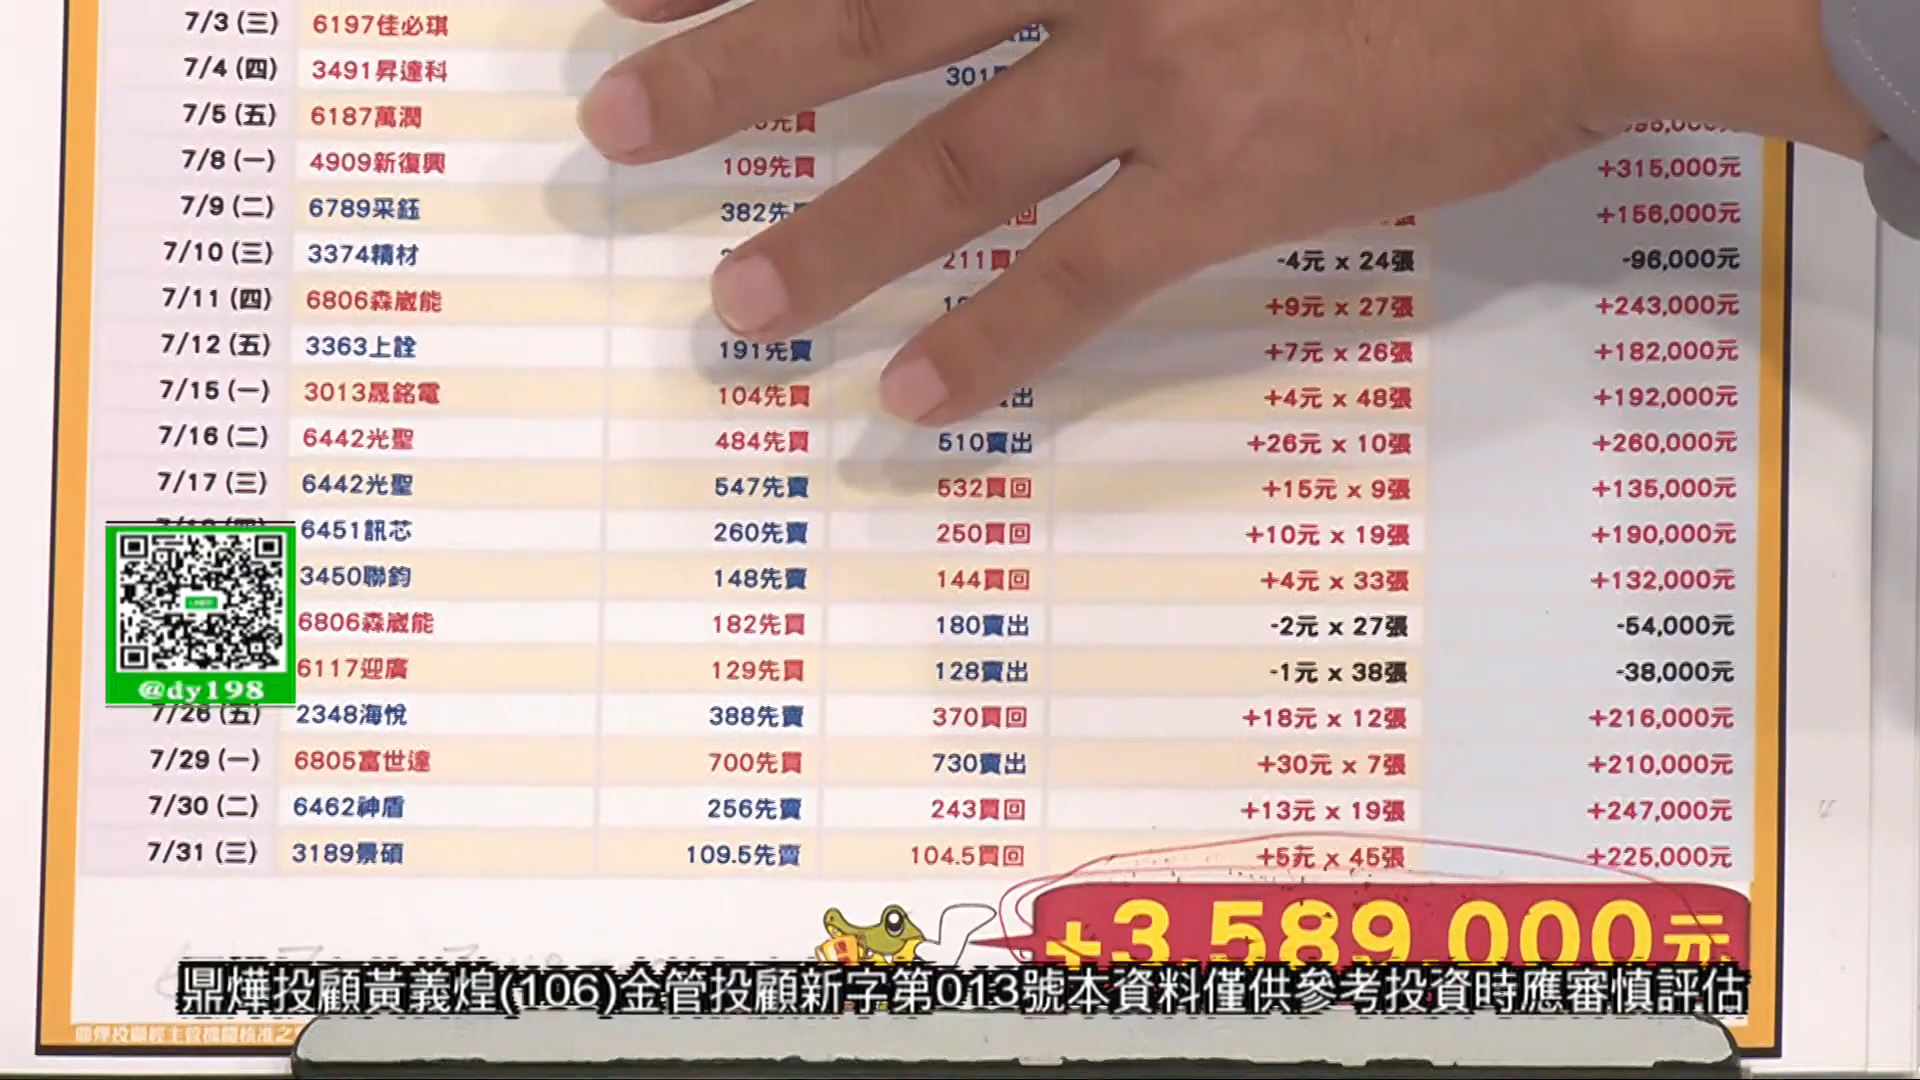 7/3 (三) 6197佳必琪
7/4 (四) 3491昇達科 301
7/5 (五) 6187萬潤 先買
7/8 (一) 4909新復興 109先買 +315,000元
7/9 (二) 6789采鈺 382先 回 +156,000元
7/10 (三) 3374精材 211買 -4元 x 24張 -96,000元
7/11 (四) 6806森崴能 +9元 x 27張 +243,000元
7/12 (五) 3363上詮 191先賣 +7元 x 26張 +182,000元
7/15 (一) 3013晟銘電 104先買 出 +4元 x 48張 +192,000元
7/16 (二) 6442光聖 484先買 510賣出 +26元 x 10張 +260,000元
7/17 (三) 6442光聖 547先賣 532買回 +15元 x 9張 +135,000元
6451訊芯 260先賣 250買回 +10元 x 19張 +190,000元
3450聯鈞 148先賣 144買回 +4元 x 33張 +132,000元
6806森崴能 182先買 180賣出 -2元 x 27張 -54,000元
6117迎廣 129先買 128賣出 -1元 x 38張 -38,000元
@dy198
7/26 (五) 2348海悅 388先賣 370買回 +18元 x 12張 +216,000元
7/29 (一) 6805富世達 700先買 730賣出 +30元 x 7張 +210,000元
7/30 (二) 6462神盾 256先賣 243買回 +13元 x 19張 +247,000元
7/31 (三) 3189景碩 109.5先賣 104.5買回 +5元 x 45張 +225,000元
+3,589,000元
鼎燁投顧黃義煌(106)金管投顧新字第013號本資料僅供參考投資時應審慎評估
鼎燁投顧經主管機關核准之